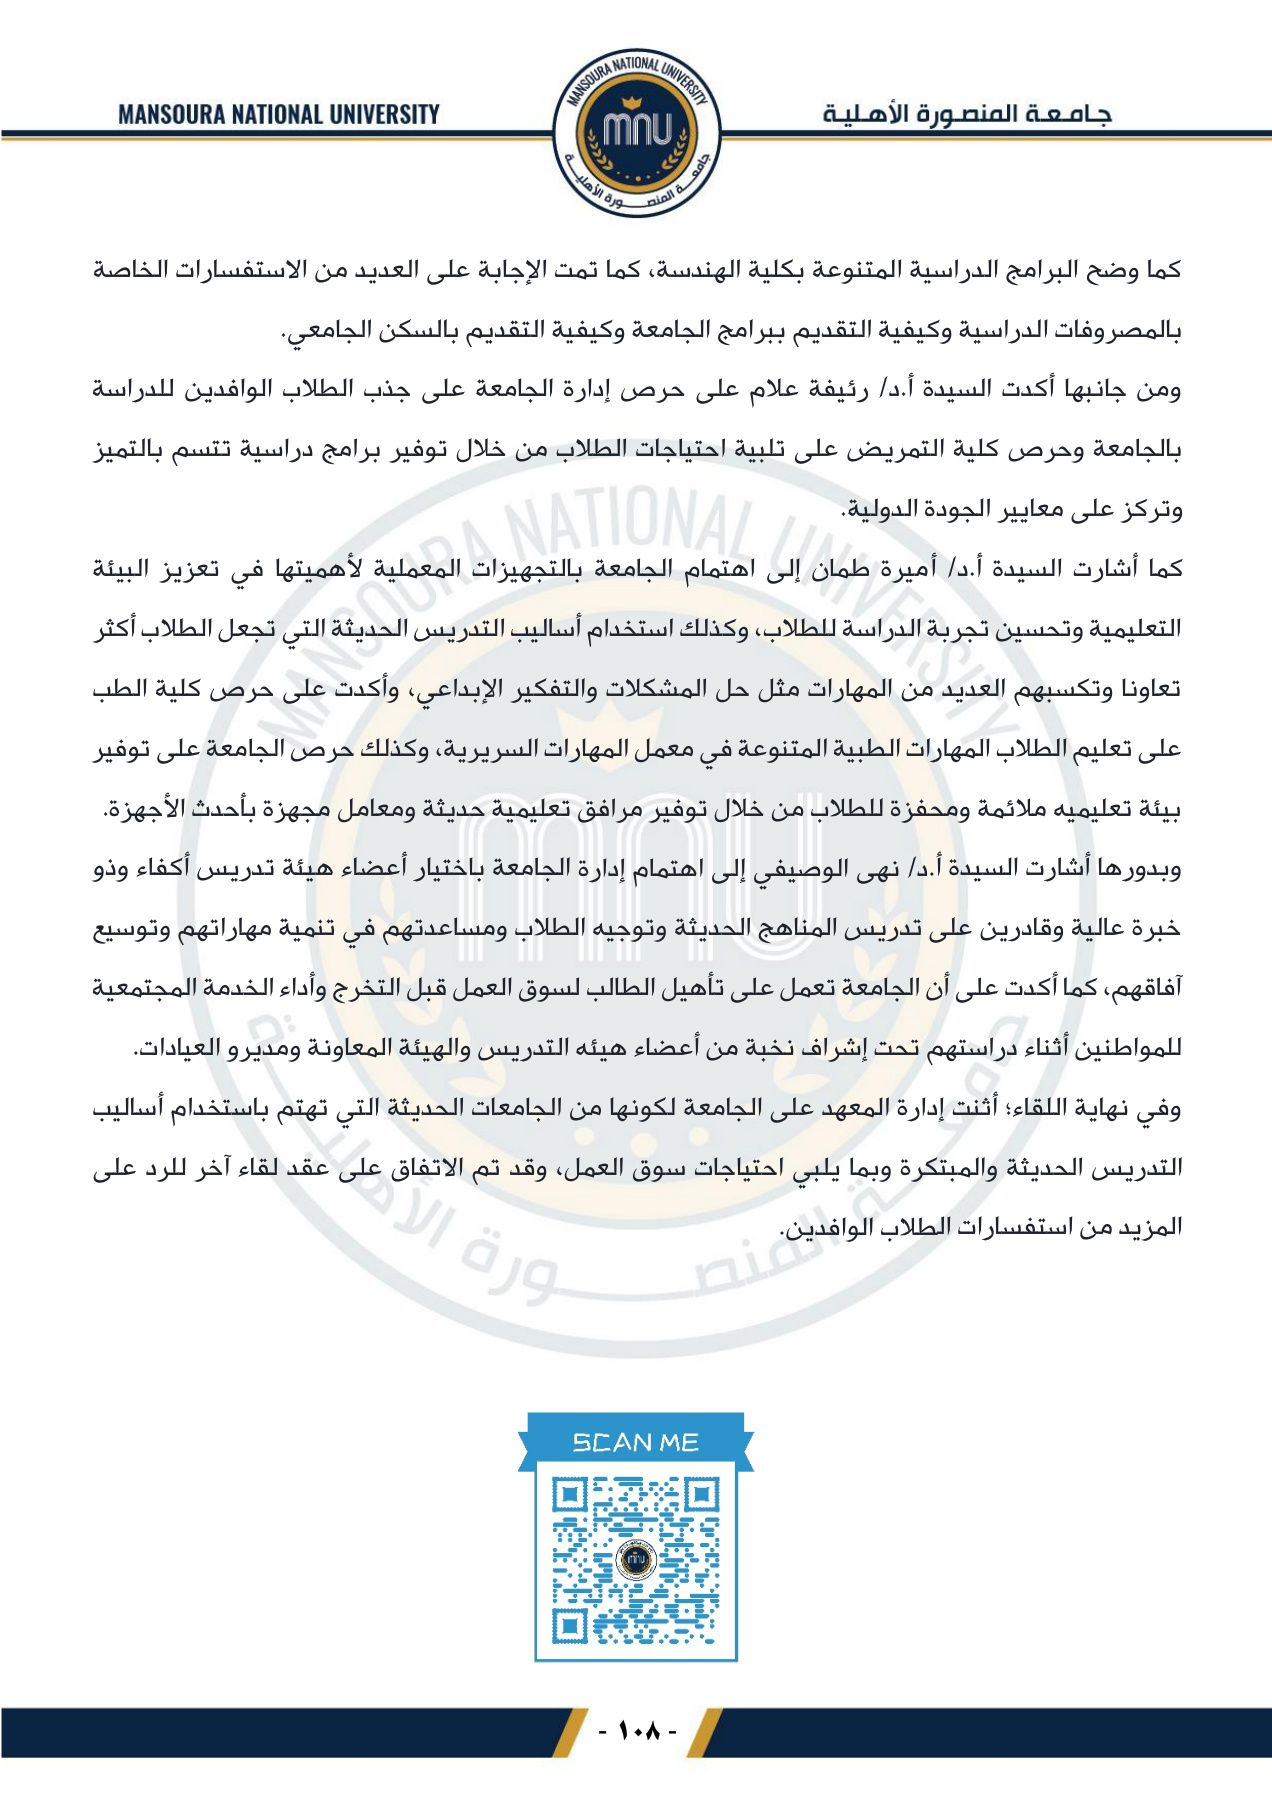 MANSOURA NATIONAL UNIVERSITY
جامعة المنصورة الأهلية
MANSOURA NATIONAL UNIVERSITY
mnu
جامعة المنصورة الأهلية
كما وضح البرامج الدراسية المتنوعة بكلية الهندسة، كما تمت الإجابة على العديد من الاستفسارات الخاصة
بالمصروفات الدراسية وكيفية التقديم ببرامج الجامعة وكيفية التقديم بالسكن الجامعي.
ومن جانبها أكدت السيدة أ.د/ رئيفة علام على حرص إدارة الجامعة على جذب الطلاب الوافدين للدراسة
بالجامعة وحرص كلية التمريض على تلبية احتياجات الطلاب من خلال توفير برامج دراسية تتسم بالتميز
وتركز على معايير الجودة الدولية.
كما أشارت السيدة أ.د/ أميرة طمان إلى اهتمام الجامعة بالتجهيزات المعملية لأهميتها في تعزيز البيئة
التعليمية وتحسين تجربة الدراسة للطلاب، وكذلك استخدام أساليب التدريس الحديثة التي تجعل الطلاب أكثر
تعاونا وتكسبهم العديد من المهارات مثل حل المشكلات والتفكير الإبداعي، وأكدت على حرص كلية الطب
على تعليم الطلاب المهارات الطبية المتنوعة في معمل المهارات السريرية، وكذلك حرص الجامعة على توفير
بيئة تعليميه ملائمة ومحفزة للطلاب من خلال توفير مرافق تعليمية حديثة ومعامل مجهزة بأحدث الأجهزة.
وبدورها أشارت السيدة أ.د/ نهى الوصيفي إلى اهتمام إدارة الجامعة باختيار أعضاء هيئة تدريس أكفاء وذو
خبرة عالية وقادرين على تدريس المناهج الحديثة وتوجيه الطلاب ومساعدتهم في تنمية مهاراتهم وتوسيع
آفاقهم، كما أكدت على أن الجامعة تعمل على تأهيل الطالب لسوق العمل قبل التخرج وأداء الخدمة المجتمعية
للمواطنين أثناء دراستهم تحت إشراف نخبة من أعضاء هيئه التدريس والهيئة المعاونة ومديرو العيادات.
وفي نهاية اللقاء؛ أثنت إدارة المعهد على الجامعة لكونها من الجامعات الحديثة التي تهتم باستخدام أساليب
التدريس الحديثة والمبتكرة وبما يلبي احتياجات سوق العمل، وقد تم الاتفاق على عقد لقاء آخر للرد على
المزيد من استفسارات الطلاب الوافدين.
SCAN ME
mnu
- ١٠٨ -